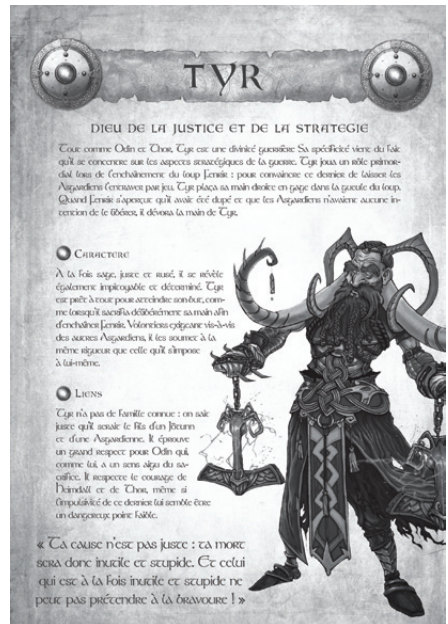 TYR
DIEU DE LA JUSTICE ET DE LA STRATEGIE
Tout comme Odin et Thor, Tyr est une divinité guerrière Sa spécificité vient du fait
qu'il se concentre sur les aspects stratégiques de la guerre. Tyr joua un rôle primor-
dial lors de l'enchaînement du loup Fenrir : pour convaincre ce dernier de laisser les
Asgardiens l'entraver par jeu, Tyr plaça sa main droite en gage dans la gueule du loup.
Quand Fenrir s'aperçut qu'il avait été dupé et que les Asgardiens n'avaient aucune in-
tention de le libérer, il dévora la main de Tyr.
CARACTERE
À la fois sage, juste et rusé, il se révèle
également impitoyable et déterminé. Tyr
est prêt à tout pour atteindre son but, com-
me lorsqu'il sacrifia délibérément sa main afin
d'enchaîner Fenrir. Volontiers exigeant vis-à-vis
des autres Asgardiens, il les soumet à la
même rigueur que celle qu'il s'impose
à lui-même.
LIENS
Tyr n'a pas de famille connue : on sait
juste qu'il serait le fils d'un Jötunn
et d'une Asgardienne. Il éprouve
un grand respect pour Odin qui,
comme lui, a un sens aigu du sa-
crifice. Il respecte le courage de
Heimdall et de Thor, même si
l'impulsivité de ce dernier lui semble être
un dangereux point faible.
« Ta cause n'est pas juste : ta mort
sera donc inutile et stupide. Et celui
qui est à la fois inutile et stupide ne
peut pas prétendre à la bravoure ! »